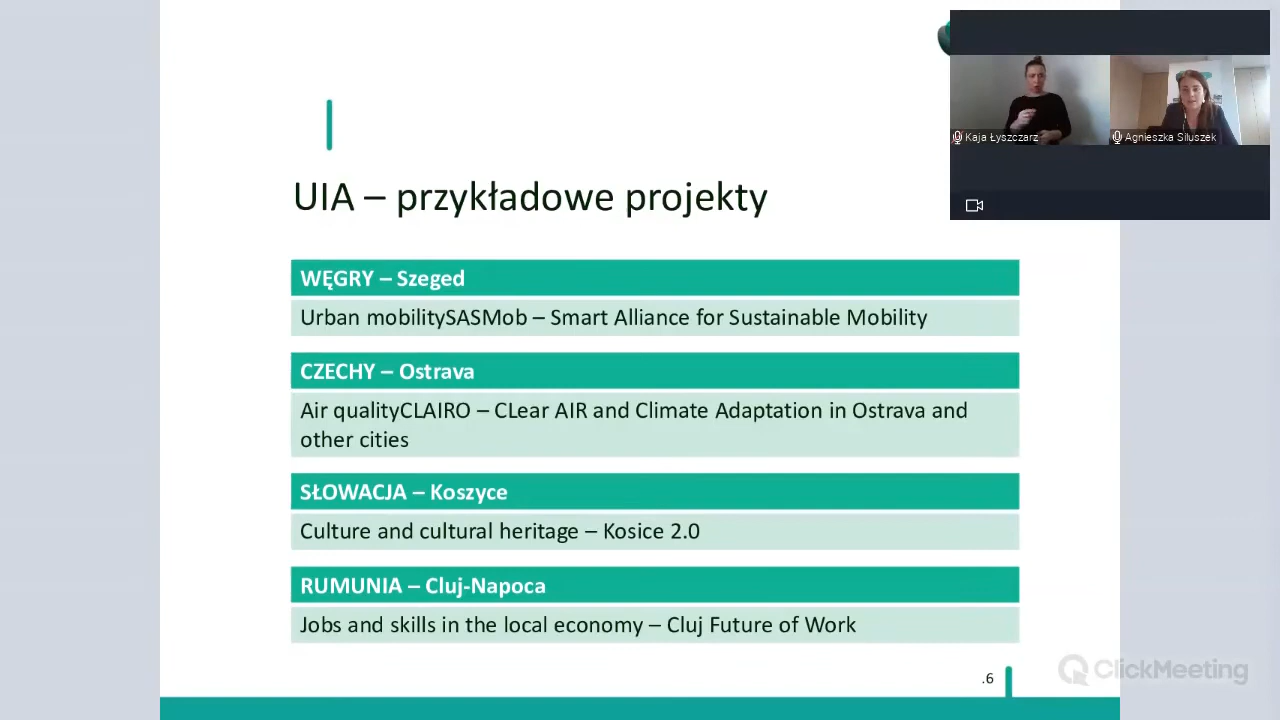 Kaja Łyszczarz
Agnieszka Siluszek
UIA – przykładowe projekty
WĘGRY – Szeged
Urban mobilitySASMob – Smart Alliance for Sustainable Mobility
CZECHY – Ostrava
Air qualityCLAIRO – CLear AIR and Climate Adaptation in Ostrava and
other cities
SŁOWACJA – Koszyce
Culture and cultural heritage – Kosice 2.0
RUMUNIA – Cluj-Napoca
Jobs and skills in the local economy – Cluj Future of Work
.6
ClickMeeting